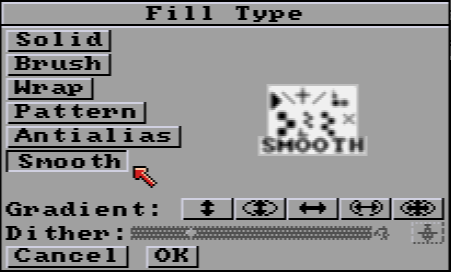 Fill Type
Solid
Brush
Wrap
Pattern
Antialias
Smooth
SMOOTH
Gradient:
Dither:
Cancel OK